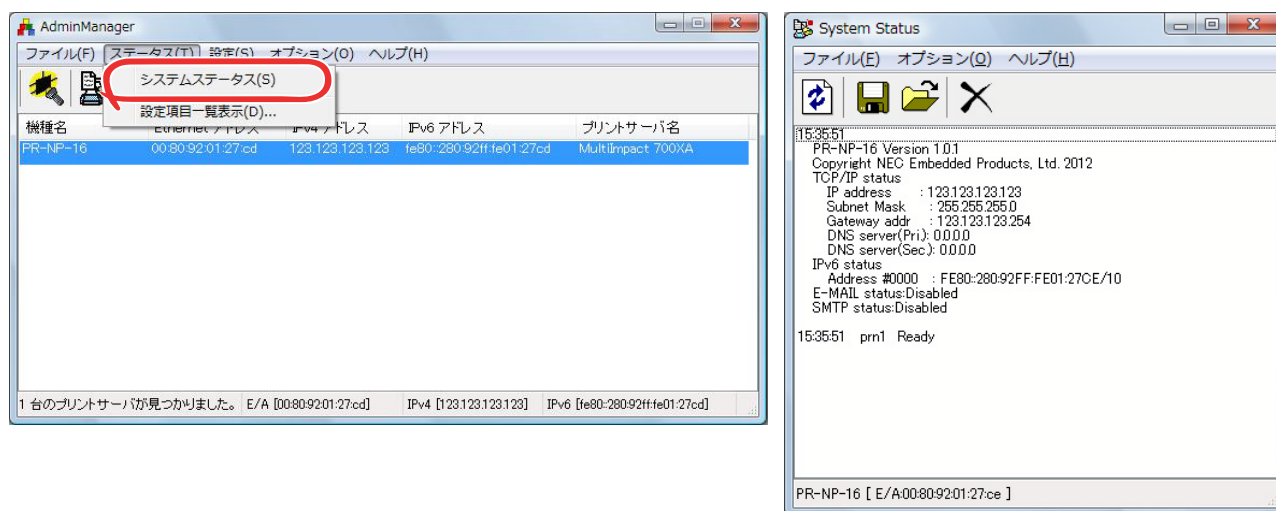 AdminManager
ファイル(F) ステータス(T) 設定(S) オプション(O) ヘルプ(H)
システムステータス(S)
設定項目一覧表示(D)...
機種名 Ethernet アドレス IPv4 アドレス IPv6 アドレス プリントサーバ名
PR-NP-16 00:80:92:01:27:cd 123.123.123.123 fe80::280:92ff:fe01:27cd MultiImpact 700XA
1 台のプリントサーバが見つかりました。 E/A [00:80:92:01:27:cd] IPv4 [123.123.123.123] IPv6 [fe80::280:92ff:fe01:27cd]
System Status
ファイル(F) オプション(O) ヘルプ(H)
15:35:51
PR-NP-16 Version 1.0.1
Copyright NEC Embedded Products, Ltd. 2012
TCP/IP status
IP address : 123.123.123.123
Subnet Mask : 255.255.255.0
Gateway addr : 123.123.123.254
DNS server(Pri.): 0.0.0.0
DNS server(Sec.): 0.0.0.0
IPv6 status
Address #0000 : FE80::280:92FF:FE01:27CE/10
E-MAIL status:Disabled
SMTP status:Disabled
15:35:51 prn1 Ready
PR-NP-16 [ E/A:00:80:92:01:27:ce ]